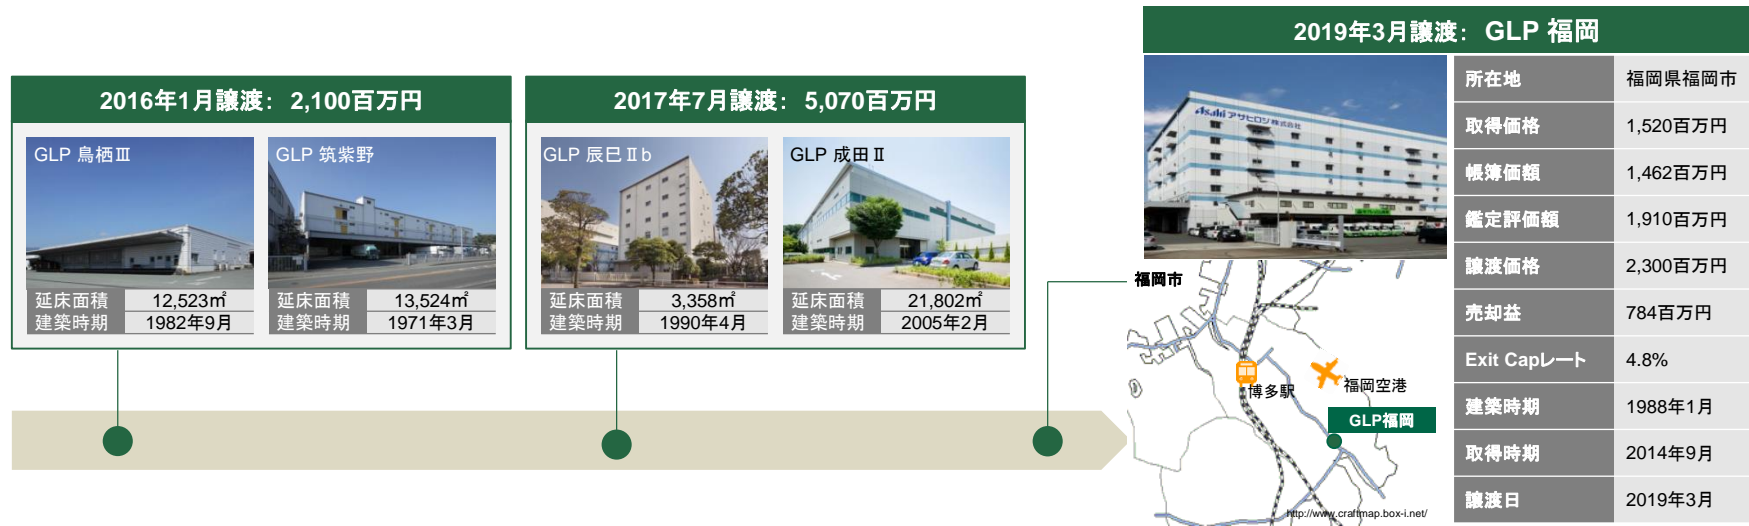 2016年1月譲渡： 2,100百万円
GLP 鳥栖Ⅲ
延床面積 12,523㎡
建築時期 1982年9月
GLP 筑紫野
延床面積 13,524㎡
建築時期 1971年3月
2017年7月譲渡： 5,070百万円
GLP 辰巳Ⅱb
延床面積 3,358㎡
建築時期 1990年4月
GLP 成田Ⅱ
延床面積 21,802㎡
建築時期 2005年2月
2019年3月譲渡： GLP 福岡
Asahi アサヒロジ株式会社
福岡市
博多駅
福岡空港
GLP福岡
http://www.craftmap.box-i.net/
所在地 福岡県福岡市
取得価格 1,520百万円
帳簿価額 1,462百万円
鑑定評価額 1,910百万円
譲渡価格 2,300百万円
売却益 784百万円
Exit Capレート 4.8%
建築時期 1988年1月
取得時期 2014年9月
譲渡日 2019年3月